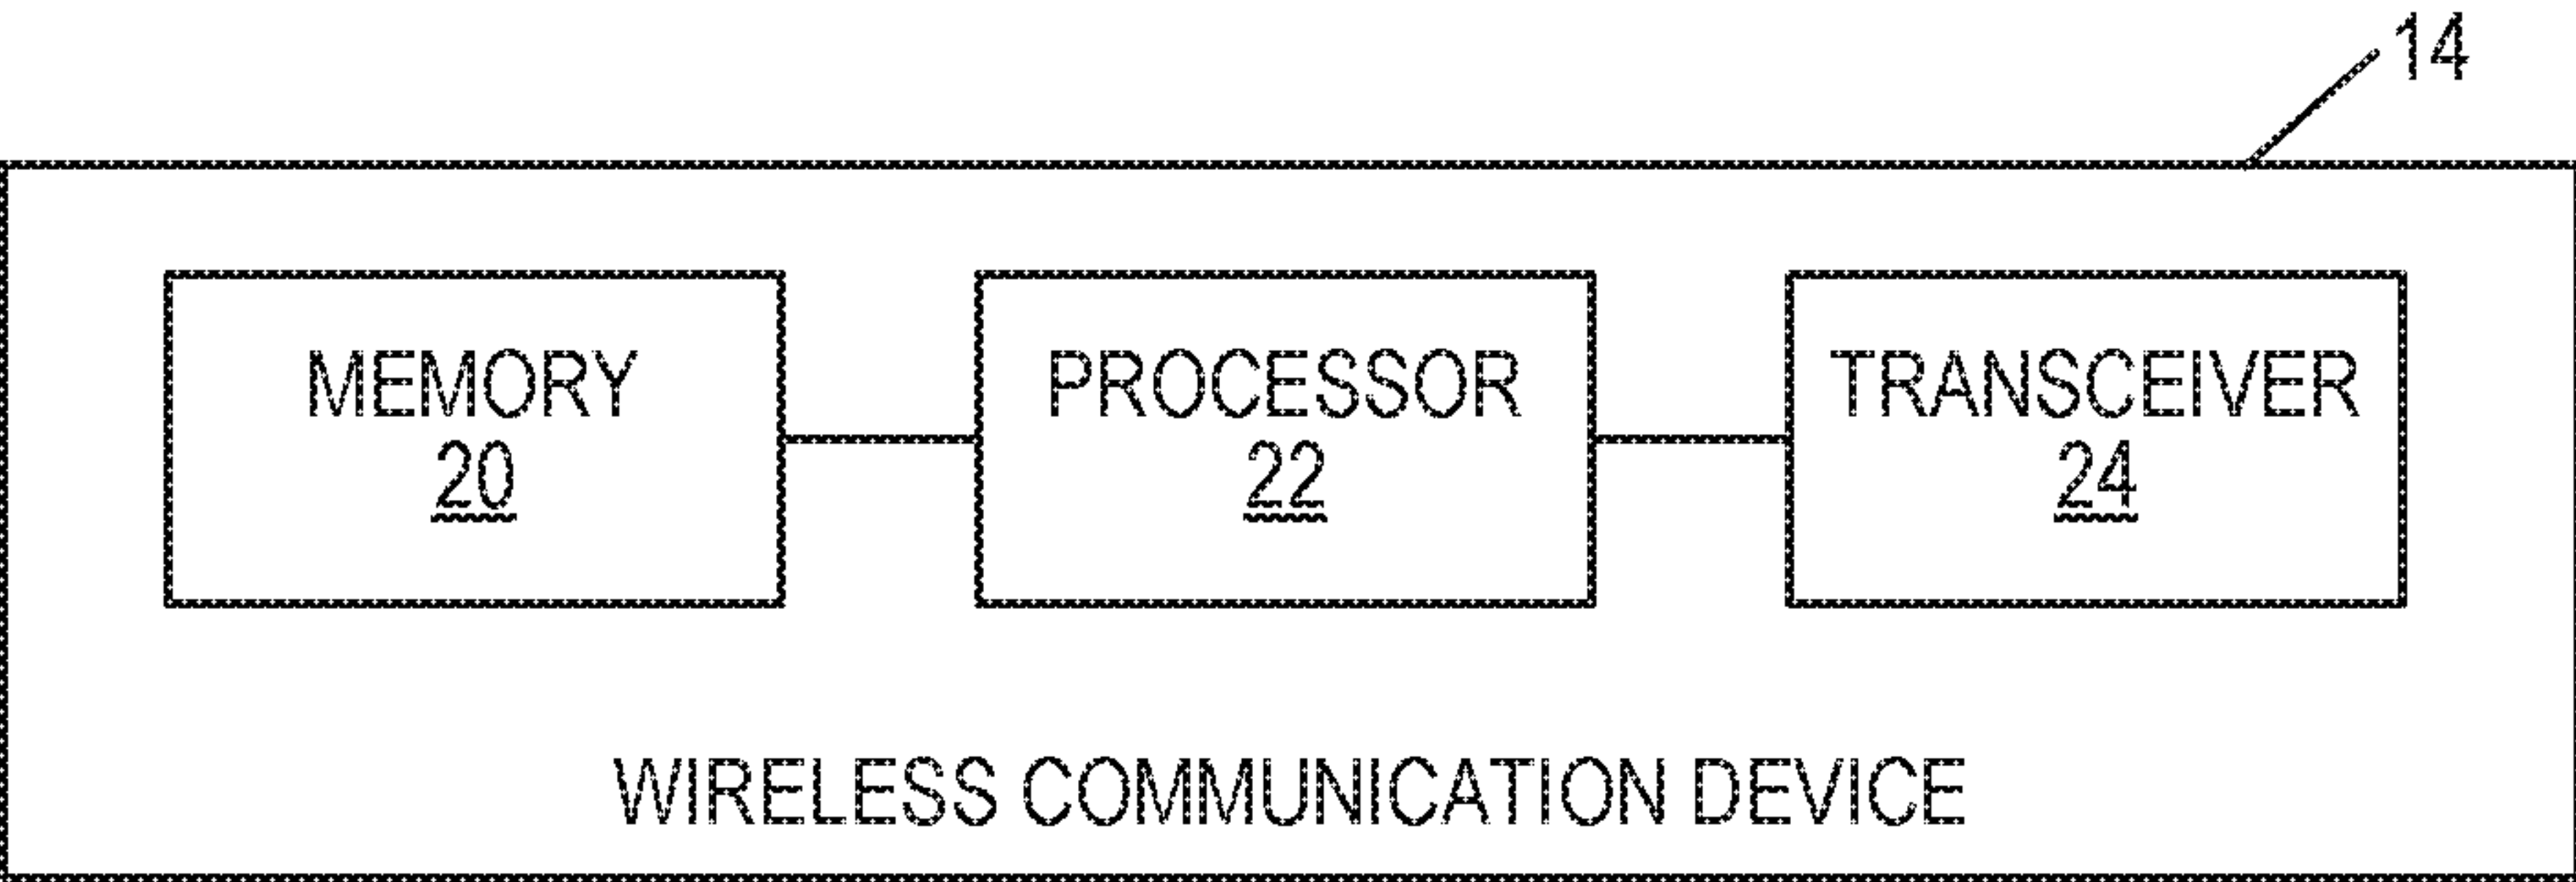 14
MEMORY
20
PROCESSOR
22
TRANSCEIVER
24
WIRELESS COMMUNICATION DEVICE